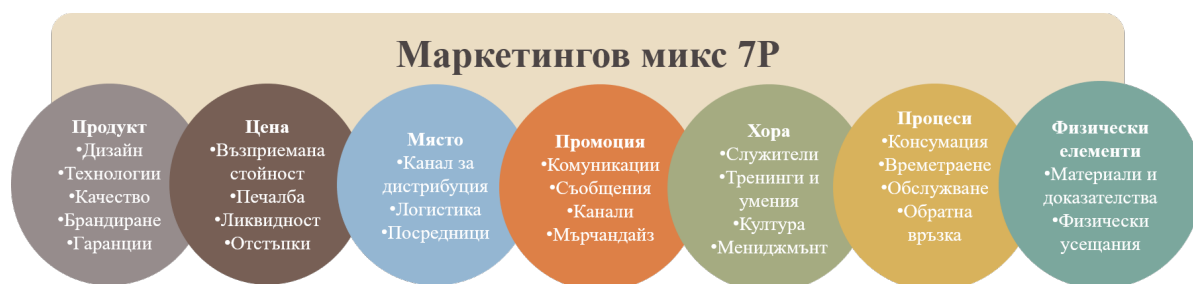 Маркетингов микс 7P
Продукт
•Дизайн
•Технологии
•Качество
•Брандиране
•Гаранции
Цена
•Възприемана
стойност
•Печалба
•Ликвидност
•Отстъпки
Място
•Канал за
дистрибуция
•Логистика
•Посредници
Промоция
•Комуникации
•Съобщения
•Канали
•Мърчандайз
Хора
•Служители
•Тренинги и
умения
•Култура
•Мениджмънт
Процеси
•Консумация
•Времетраене
•Обслужване
•Обратна
връзка
Физически
елементи
•Материали и
доказателства
•Физически
усещания